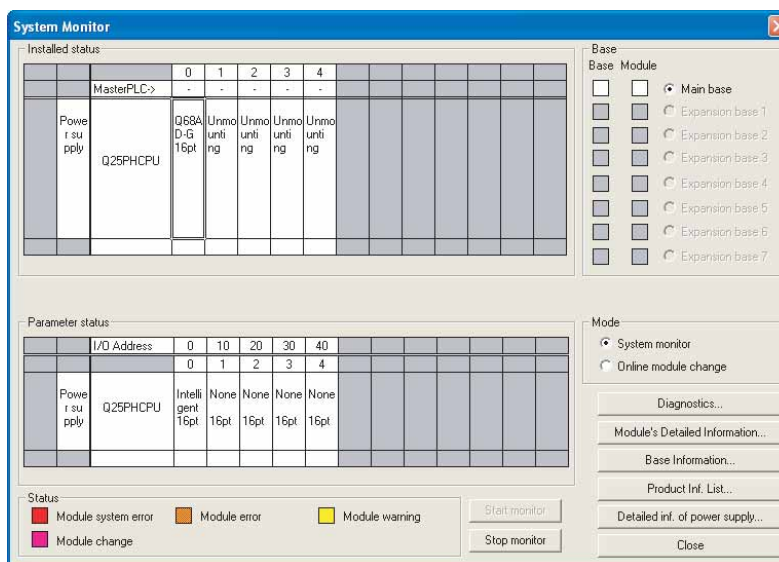 System Monitor
Installed status
0 1 2 3 4
MasterPLC-> - - - - -
Powe
r su
pply
Q25PHCPU
Q68A
D-G
16pt
Unmo
unti
ng
Unmo
unti
ng
Unmo
unti
ng
Unmo
unti
ng
Base
Base Module
Main base
Expansion base 1
Expansion base 2
Expansion base 3
Expansion base 4
Expansion base 5
Expansion base 6
Expansion base 7
Parameter status
I/O Address 0 10 20 30 40
0 1 2 3 4
Powe
r su
pply
Q25PHCPU
Intelli
gent
16pt
None
16pt
None
16pt
None
16pt
None
16pt
Mode
System monitor
Online module change
Diagnostics...
Module's Detailed Information...
Base Information...
Product Inf. List...
Detailed inf. of power supply...
Close
Status
Module system error
Module error
Module warning
Module change
Start monitor
Stop monitor